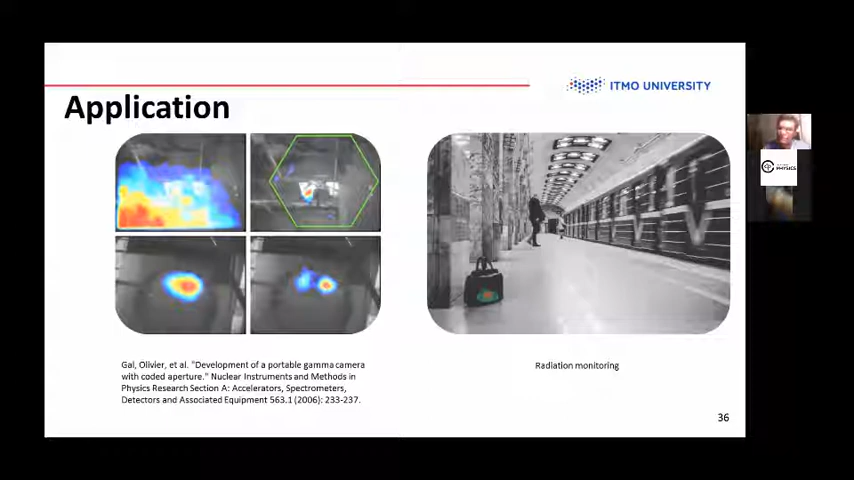 ITMO UNIVERSITY
Application
Gal, Olivier, et al. "Development of a portable gamma camera
with coded aperture." Nuclear Instruments and Methods in
Physics Research Section A: Accelerators, Spectrometers,
Detectors and Associated Equipment 563.1 (2006): 233-237.
Radiation monitoring
36
PHYSICS